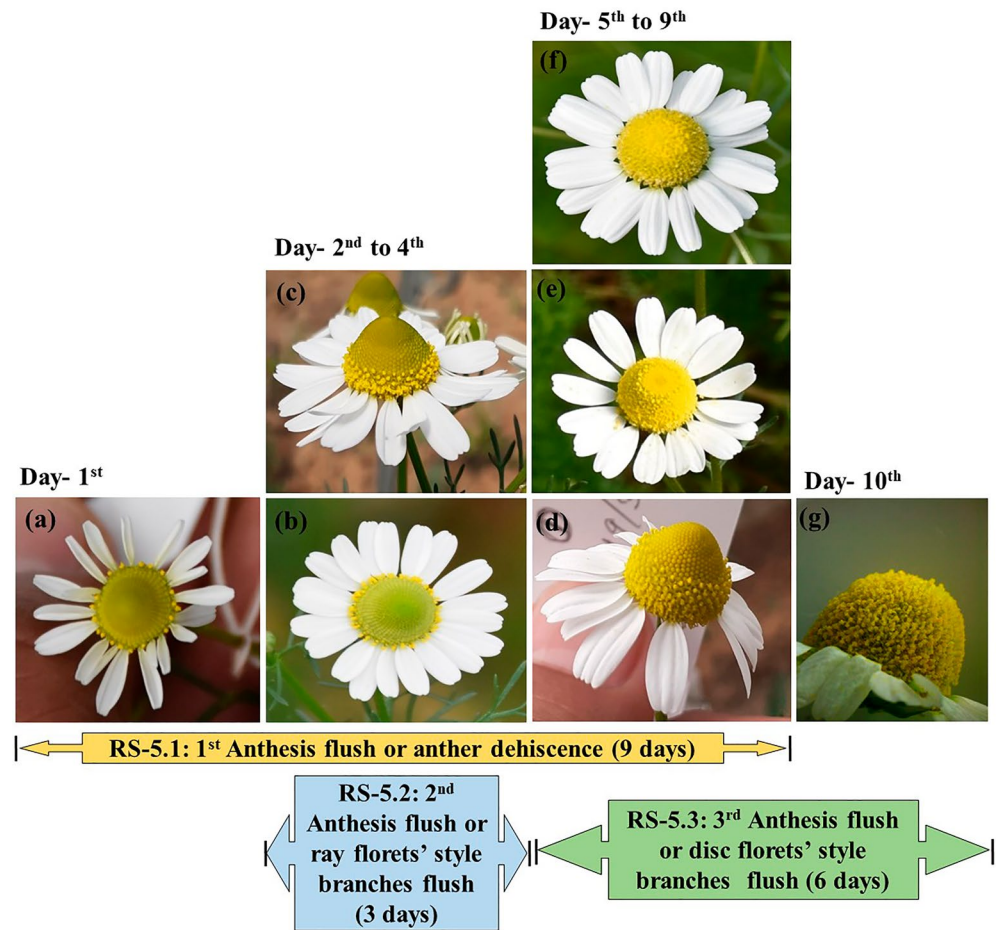 Day- 5th to 9th
(f)
Day- 2nd to 4th
(c)
(e)
Day- 1st
Day- 10th
(a)
(b)
(d)
(g)
RS-5.1: 1st Anthesis flush or anther dehiscence (9 days)
RS-5.2: 2nd
Anthesis flush or
ray florets’ style
branches flush
(3 days)
RS-5.3: 3rd Anthesis flush
or disc florets’ style
branches flush (6 days)